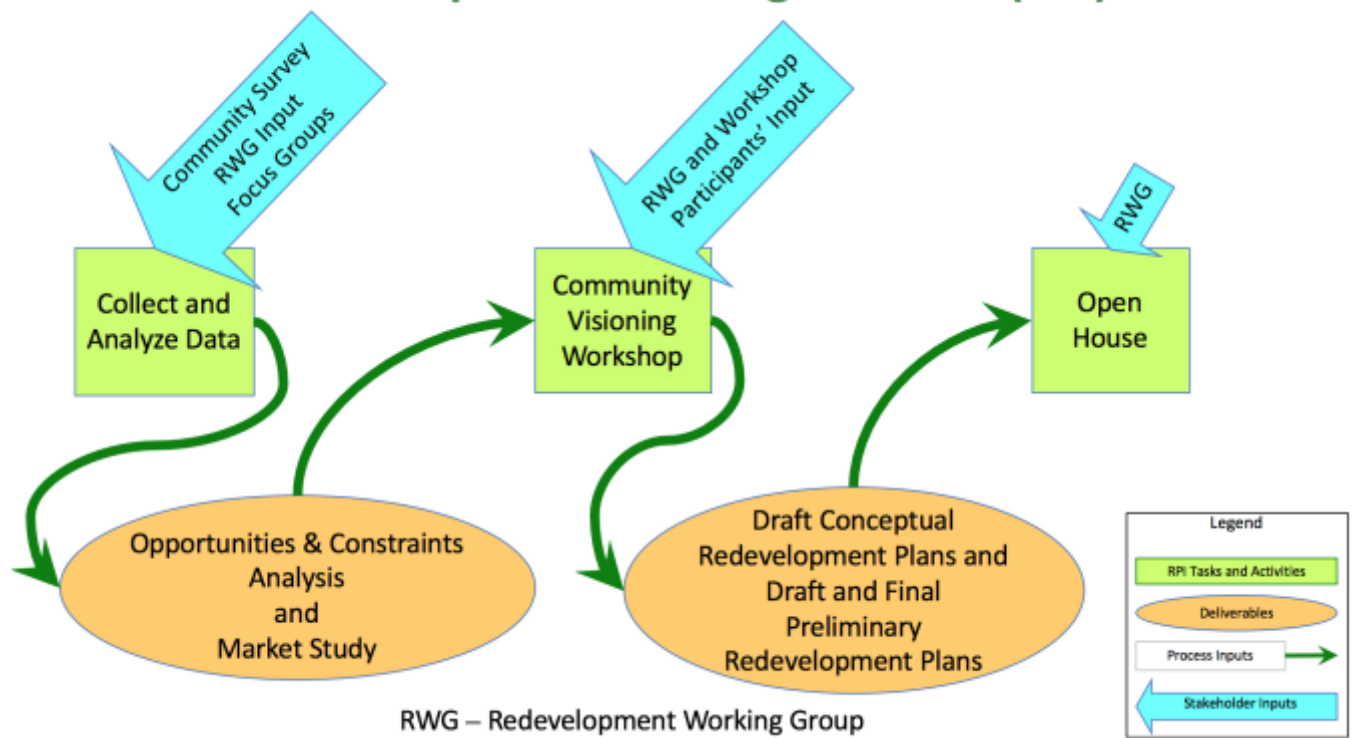 Community Survey
RWG Input
Focus Groups
RWG and Workshop
Participants' Input
RWG
Collect and
Analyze Data
Community
Visioning
Workshop
Open
House
Opportunities & Constraints
Analysis
and
Market Study
Draft Conceptual
Redevelopment Plans and
Draft and Final
Preliminary
Redevelopment Plans
Legend
RPI Tasks and Activities
Deliverables
Process Inputs
Stakeholder Inputs
RWG – Redevelopment Working Group